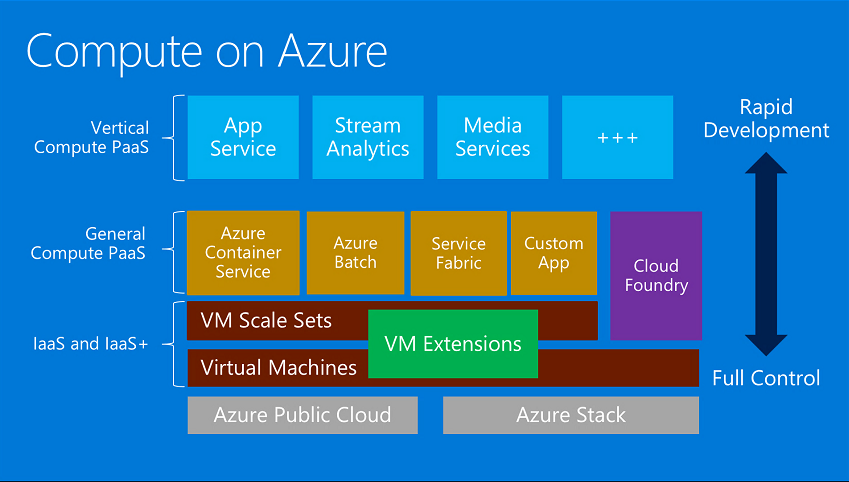 Compute on Azure
Vertical
Compute PaaS
App
Service
Stream
Analytics
Media
Services
+++
Rapid
Development
General
Compute PaaS
Azure
Container
Service
Azure
Batch
Service
Fabric
Custom
App
Cloud
Foundry
IaaS and IaaS+
VM Scale Sets
VM Extensions
Virtual Machines
Full Control
Azure Public Cloud
Azure Stack